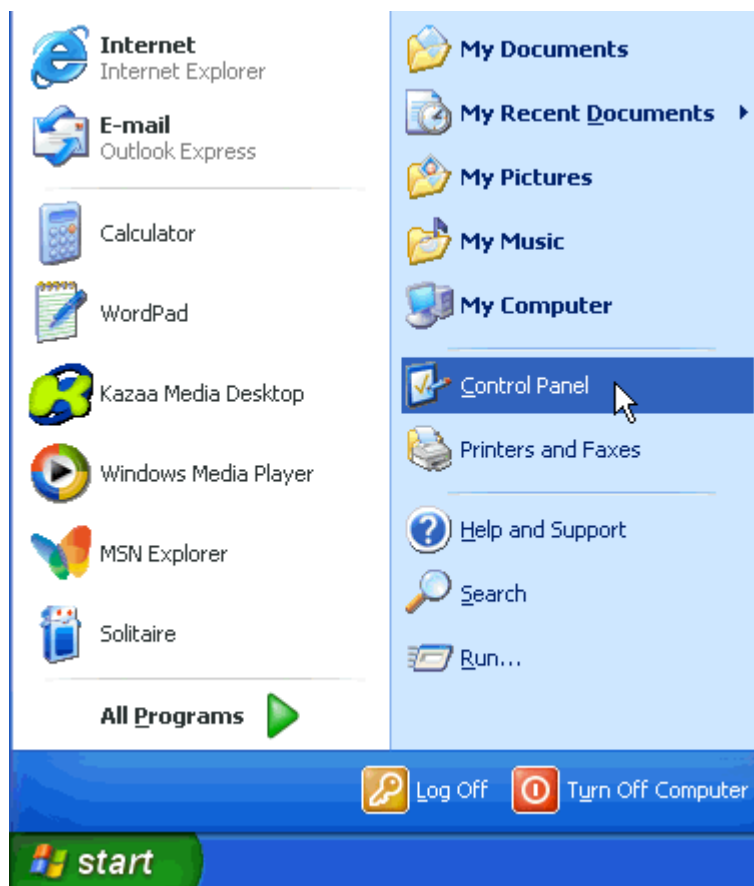 Internet
Internet Explorer
E-mail
Outlook Express
Calculator
WordPad
Kazaa Media Desktop
Windows Media Player
MSN Explorer
Solitaire
All Programs
My Documents
My Recent Documents
My Pictures
My Music
My Computer
Control Panel
Printers and Faxes
Help and Support
Search
Run...
Log Off
Turn Off Computer
start